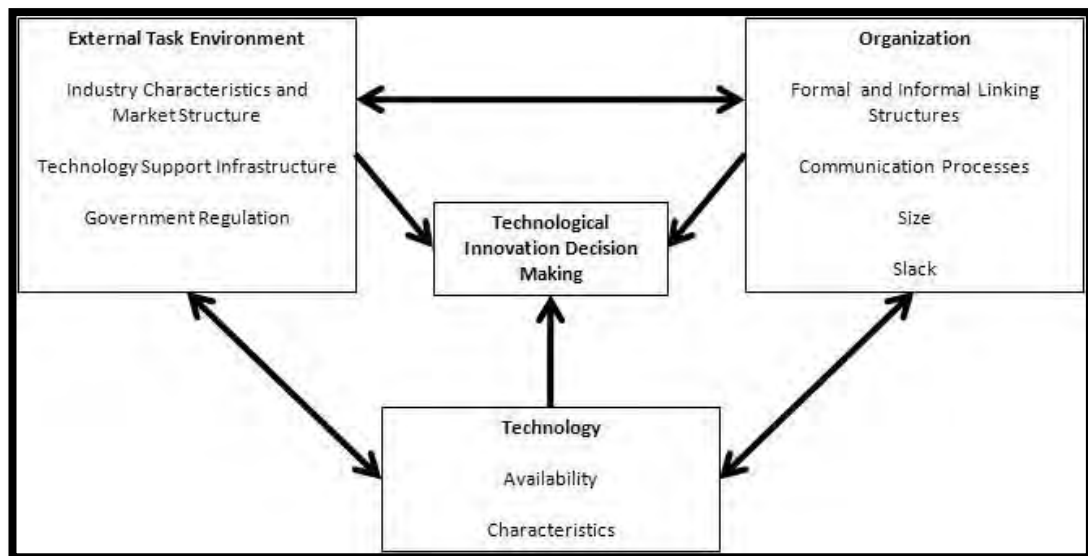 External Task Environment
Industry Characteristics and
Market Structure
Technology Support Infrastructure
Government Regulation
Organization
Formal and Informal Linking
Structures
Communication Processes
Size
Slack
Technological
Innovation Decision
Making
Technology
Availability
Characteristics